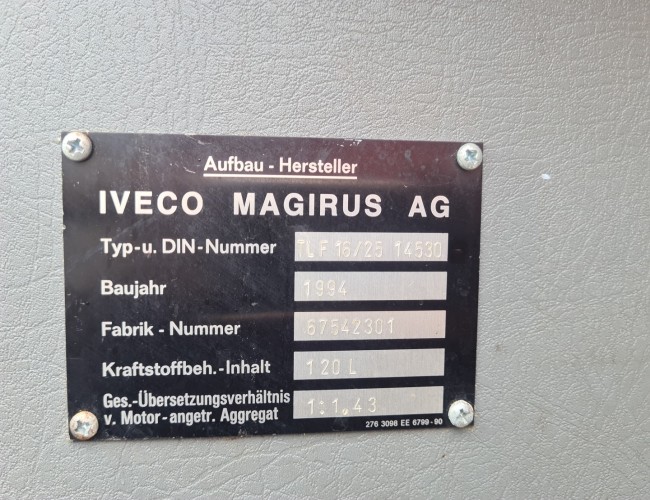 Aufbau - Hersteller
IVECO MAGIRUS AG
Typ-u. DIN-Nummer TLF 16/25 14530
Baujahr 1994
Fabrik - Nummer 67542301
Kraftstoffbeh.-Inhalt 120 L
Ges.-Übersetzungsverhältnis
v. Motor-angetr. Aggregat 1:1.43
276 3098 EE 6799-90